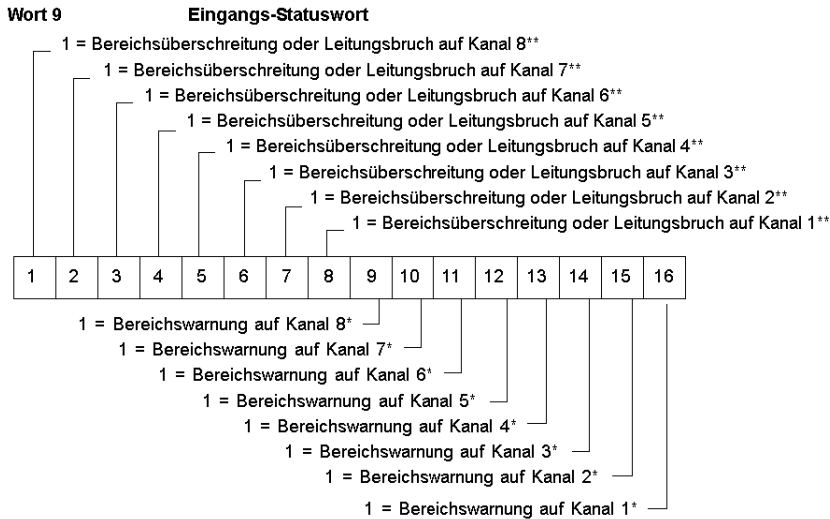 Wort 9 Eingangs-Statuswort
1 = Bereichsüberschreitung oder Leitungsbruch auf Kanal 8**
1 = Bereichsüberschreitung oder Leitungsbruch auf Kanal 7**
1 = Bereichsüberschreitung oder Leitungsbruch auf Kanal 6**
1 = Bereichsüberschreitung oder Leitungsbruch auf Kanal 5**
1 = Bereichsüberschreitung oder Leitungsbruch auf Kanal 4**
1 = Bereichsüberschreitung oder Leitungsbruch auf Kanal 3**
1 = Bereichsüberschreitung oder Leitungsbruch auf Kanal 2**
1 = Bereichsüberschreitung oder Leitungsbruch auf Kanal 1**
1 2 3 4 5 6 7 8 9 10 11 12 13 14 15 16
1 = Bereichswarnung auf Kanal 8*
1 = Bereichswarnung auf Kanal 7*
1 = Bereichswarnung auf Kanal 6*
1 = Bereichswarnung auf Kanal 5*
1 = Bereichswarnung auf Kanal 4*
1 = Bereichswarnung auf Kanal 3*
1 = Bereichswarnung auf Kanal 2*
1 = Bereichswarnung auf Kanal 1*